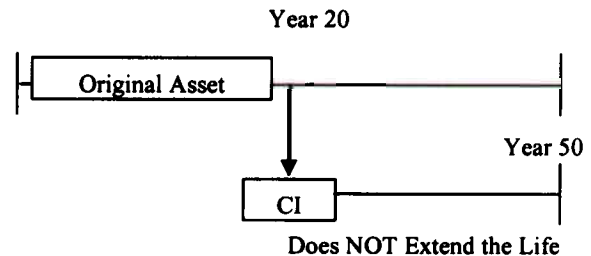 Year 20
Original Asset
Year 50
CI
Does NOT Extend the Life